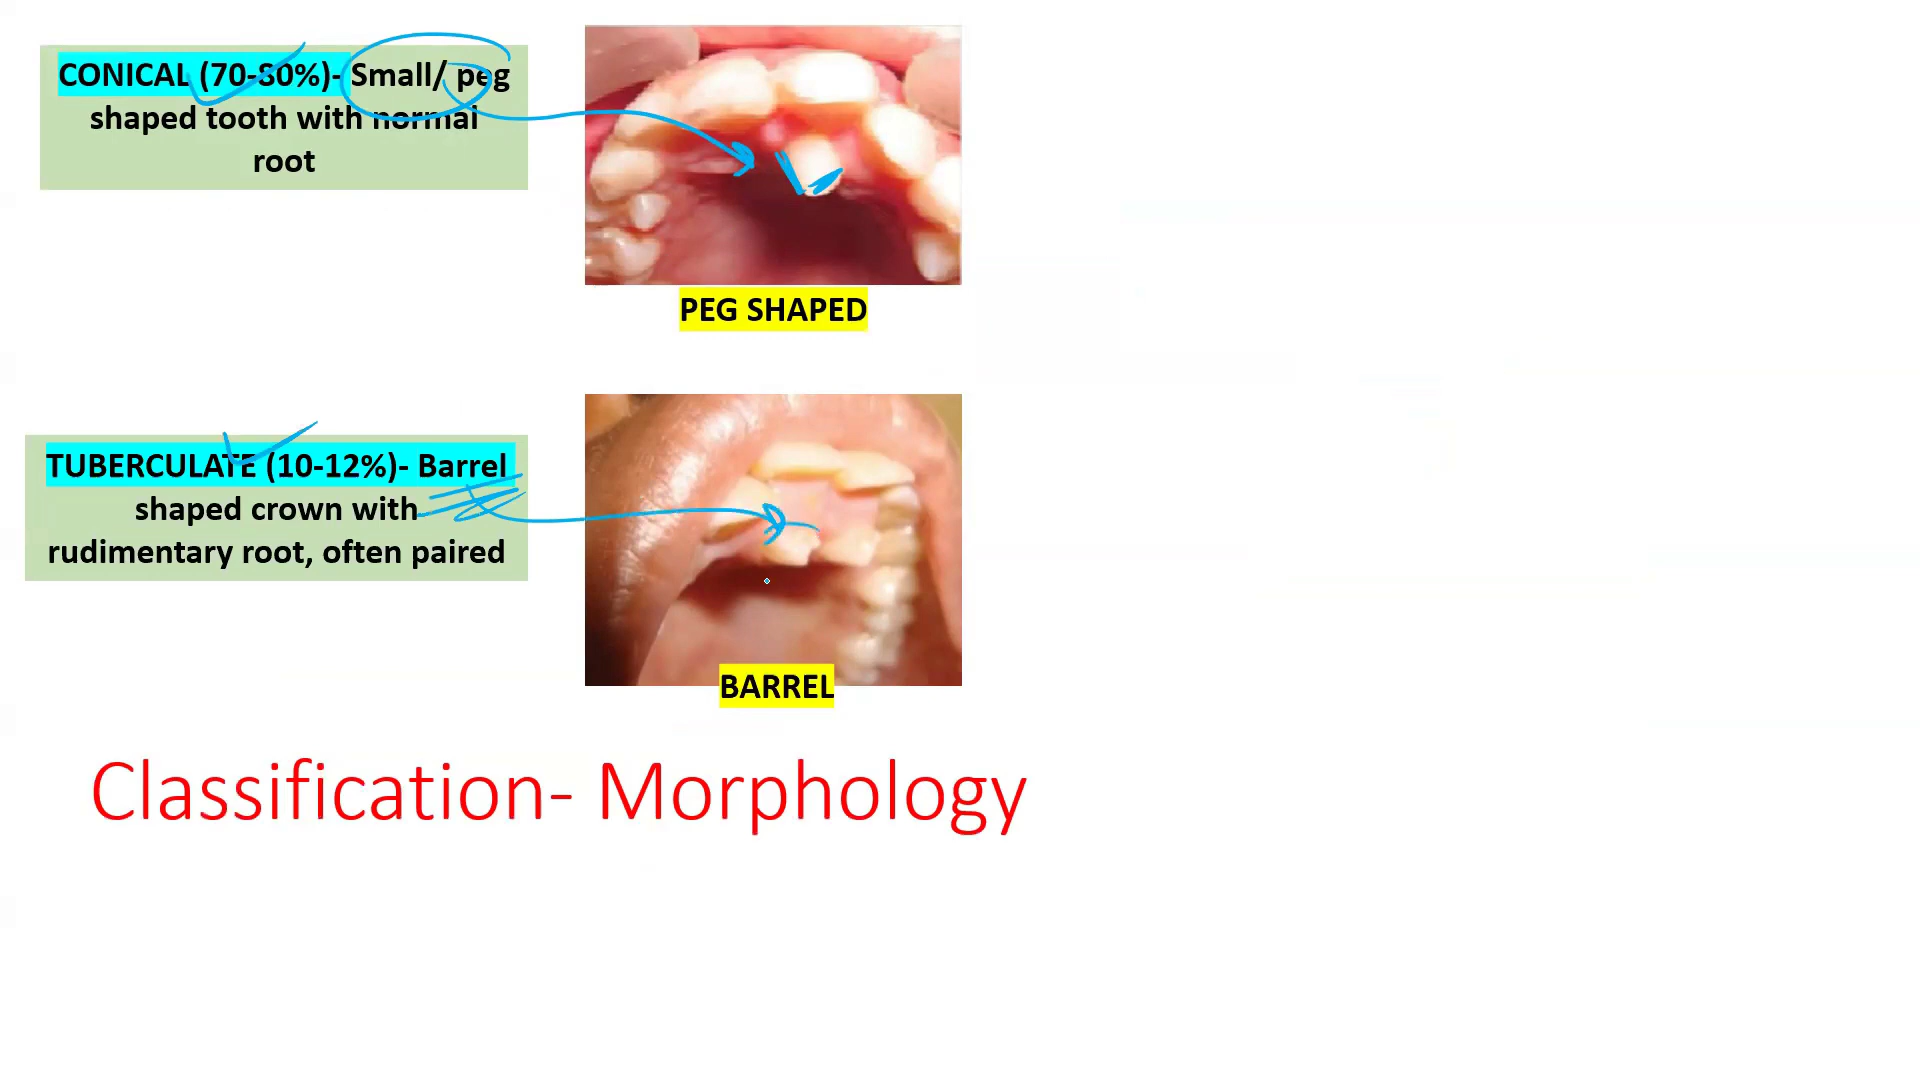 CONICAL (70-80%)- Small/ peg
shaped tooth with normal
root
PEG SHAPED
TUBERCULATE (10-12%)- Barrel
shaped crown with
rudimentary root, often paired
BARREL
Classification- Morphology